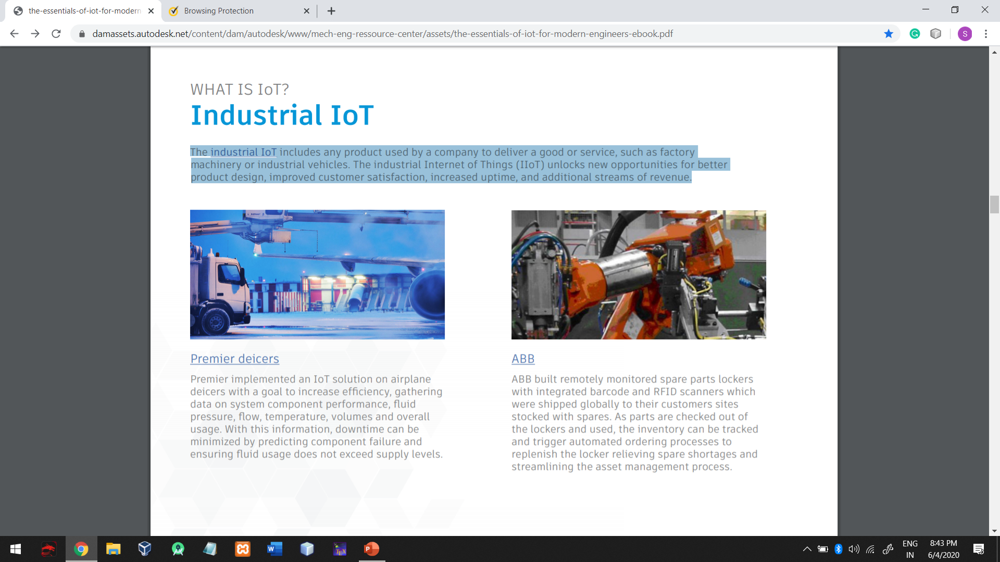 the-essentials-of-iot-for-modern
Browsing Protection
damassets.autodesk.net/content/dam/autodesk/www/mech-eng-ressource-center/assets/the-essentials-of-iot-for-modern-engineers-ebook.pdf
S
WHAT IS IoT?
Industrial IoT
The industrial IoT includes any product used by a company to deliver a good or service, such as factory
machinery or industrial vehicles. The industrial Internet of Things (IIoT) unlocks new opportunities for better
product design, improved customer satisfaction, increased uptime, and additional streams of revenue.
Premier deicers
Premier implemented an IoT solution on airplane
deicers with a goal to increase efficiency, gathering
data on system component performance, fluid
pressure, flow, temperature, volumes and overall
usage. With this information, downtime can be
minimized by predicting component failure and
ensuring fluid usage does not exceed supply levels.
ABB
ABB built remotely monitored spare parts lockers
with integrated barcode and RFID scanners which
were shipped globally to their customers sites
stocked with spares. As parts are checked out of
the lockers and used, the inventory can be tracked
and trigger automated ordering processes to
replenish the locker relieving spare shortages and
streamlining the asset management process.
W
TEX
P
ENG
IN
8:43 PM
6/4/2020